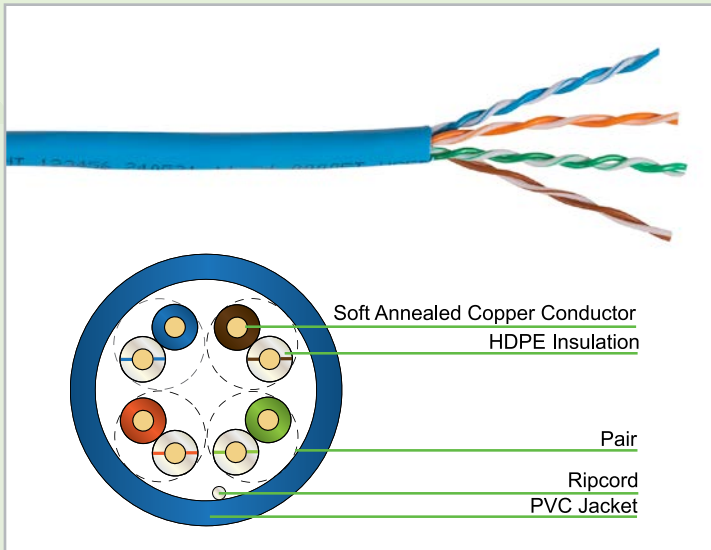 Soft Annealed Copper Conductor
HDPE Insulation
Pair
Ripcord
PVC Jacket